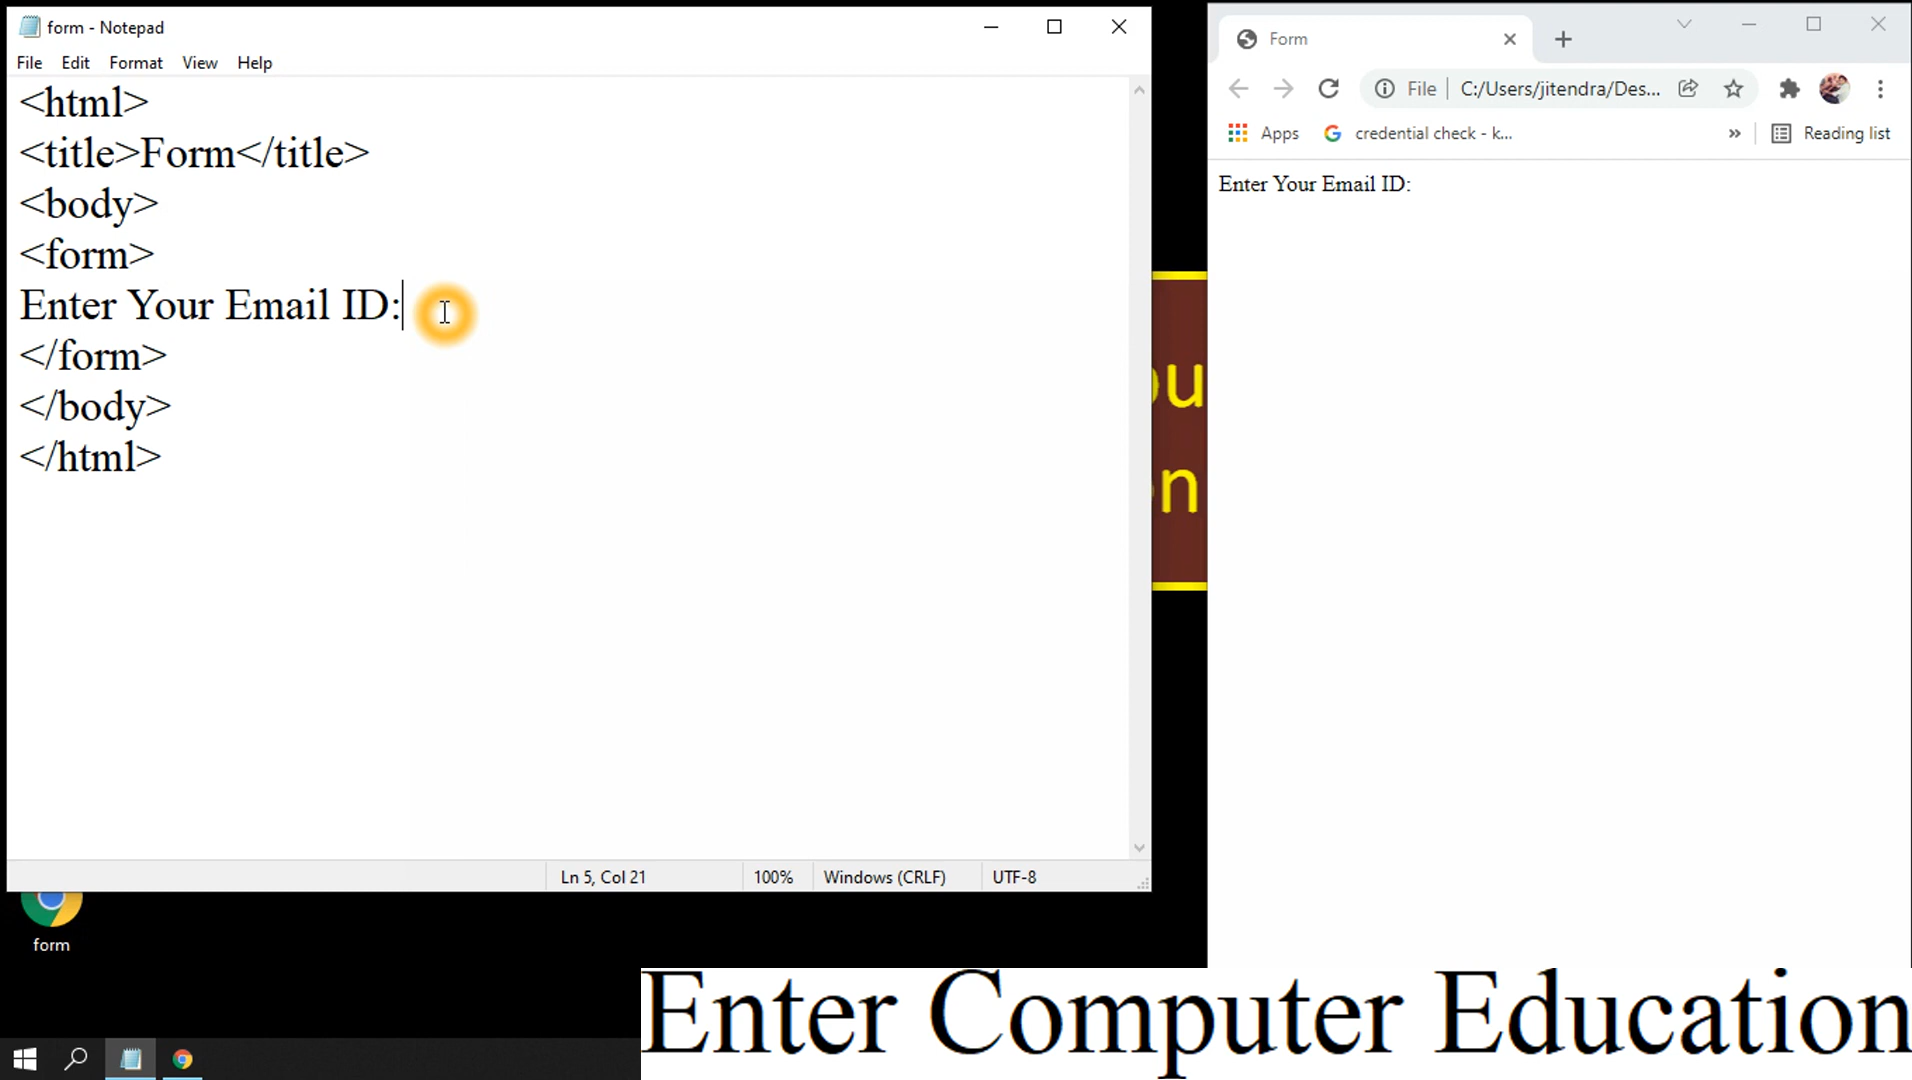 form - Notepad
File Edit Format View Help
<html>
<title>Form</title>
<body>
<form>
Enter Your Email ID:
</form>
</body>
</html>
Ln 5, Col 21 100% Windows (CRLF) UTF-8
form
ou
on
Form
File C:/Users/jitendra/Des...
Apps credential check - k... » Reading list
Enter Your Email ID:
Enter Computer Education